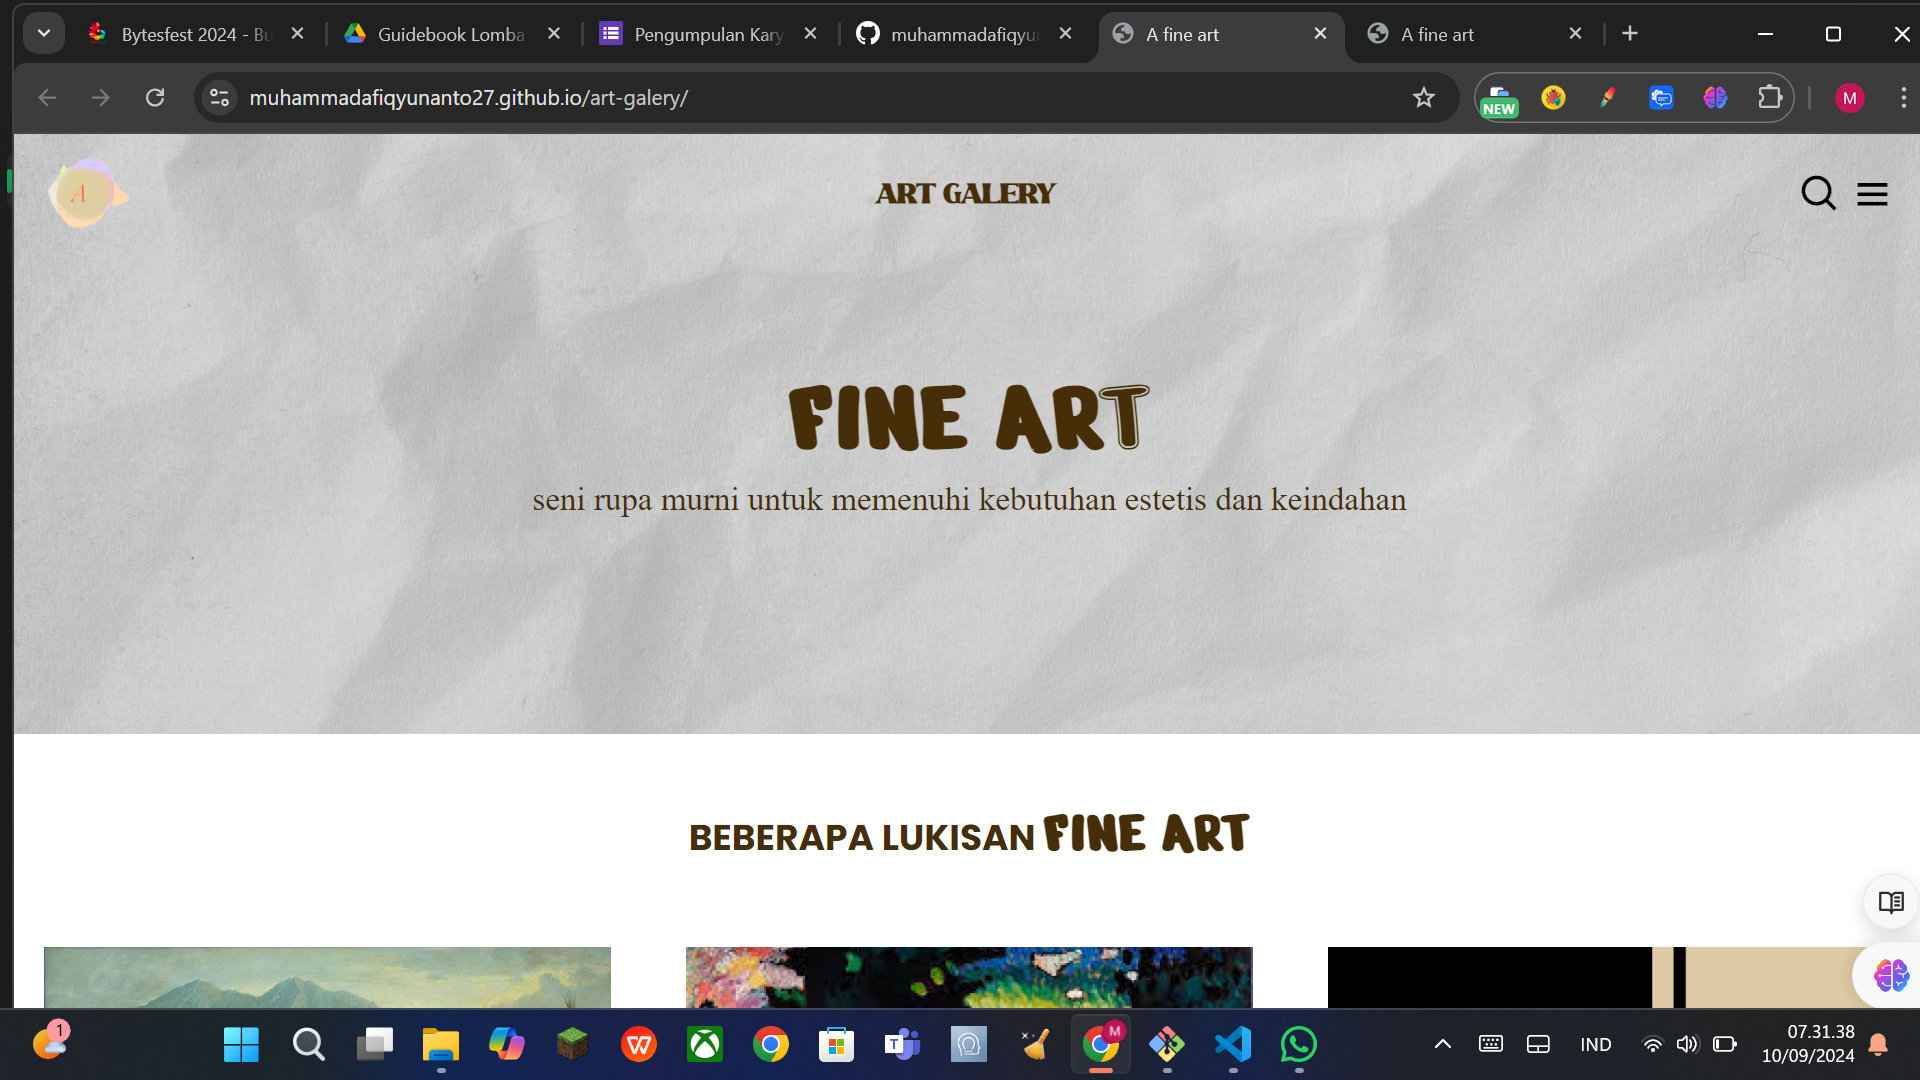 Bytesfest 2024 - Bu
Guidebook Lomba
Pengumpulan Kary
muhammadafiqyun
A fine art
A fine art
muhammadafiqyunanto27.github.io/art-galery/
NEW
M
A
ART GALERY
FINE ART
seni rupa murni untuk memenuhi kebutuhan estetis dan keindahan
BEBERAPA LUKISAN FINE ART
1
W
T
M
IND
07.31.38
10/09/2024